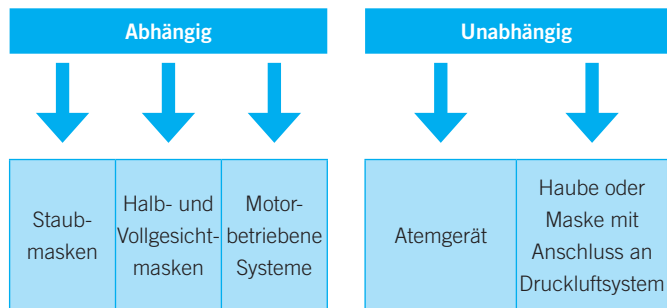 Abhängig
Unabhängig
Staub-
masken
Halb- und
Vollgesicht-
masken
Motor-
betriebene
Systeme
Atemgerät
Haube oder
Maske mit
Anschluss an
Druckluftsystem